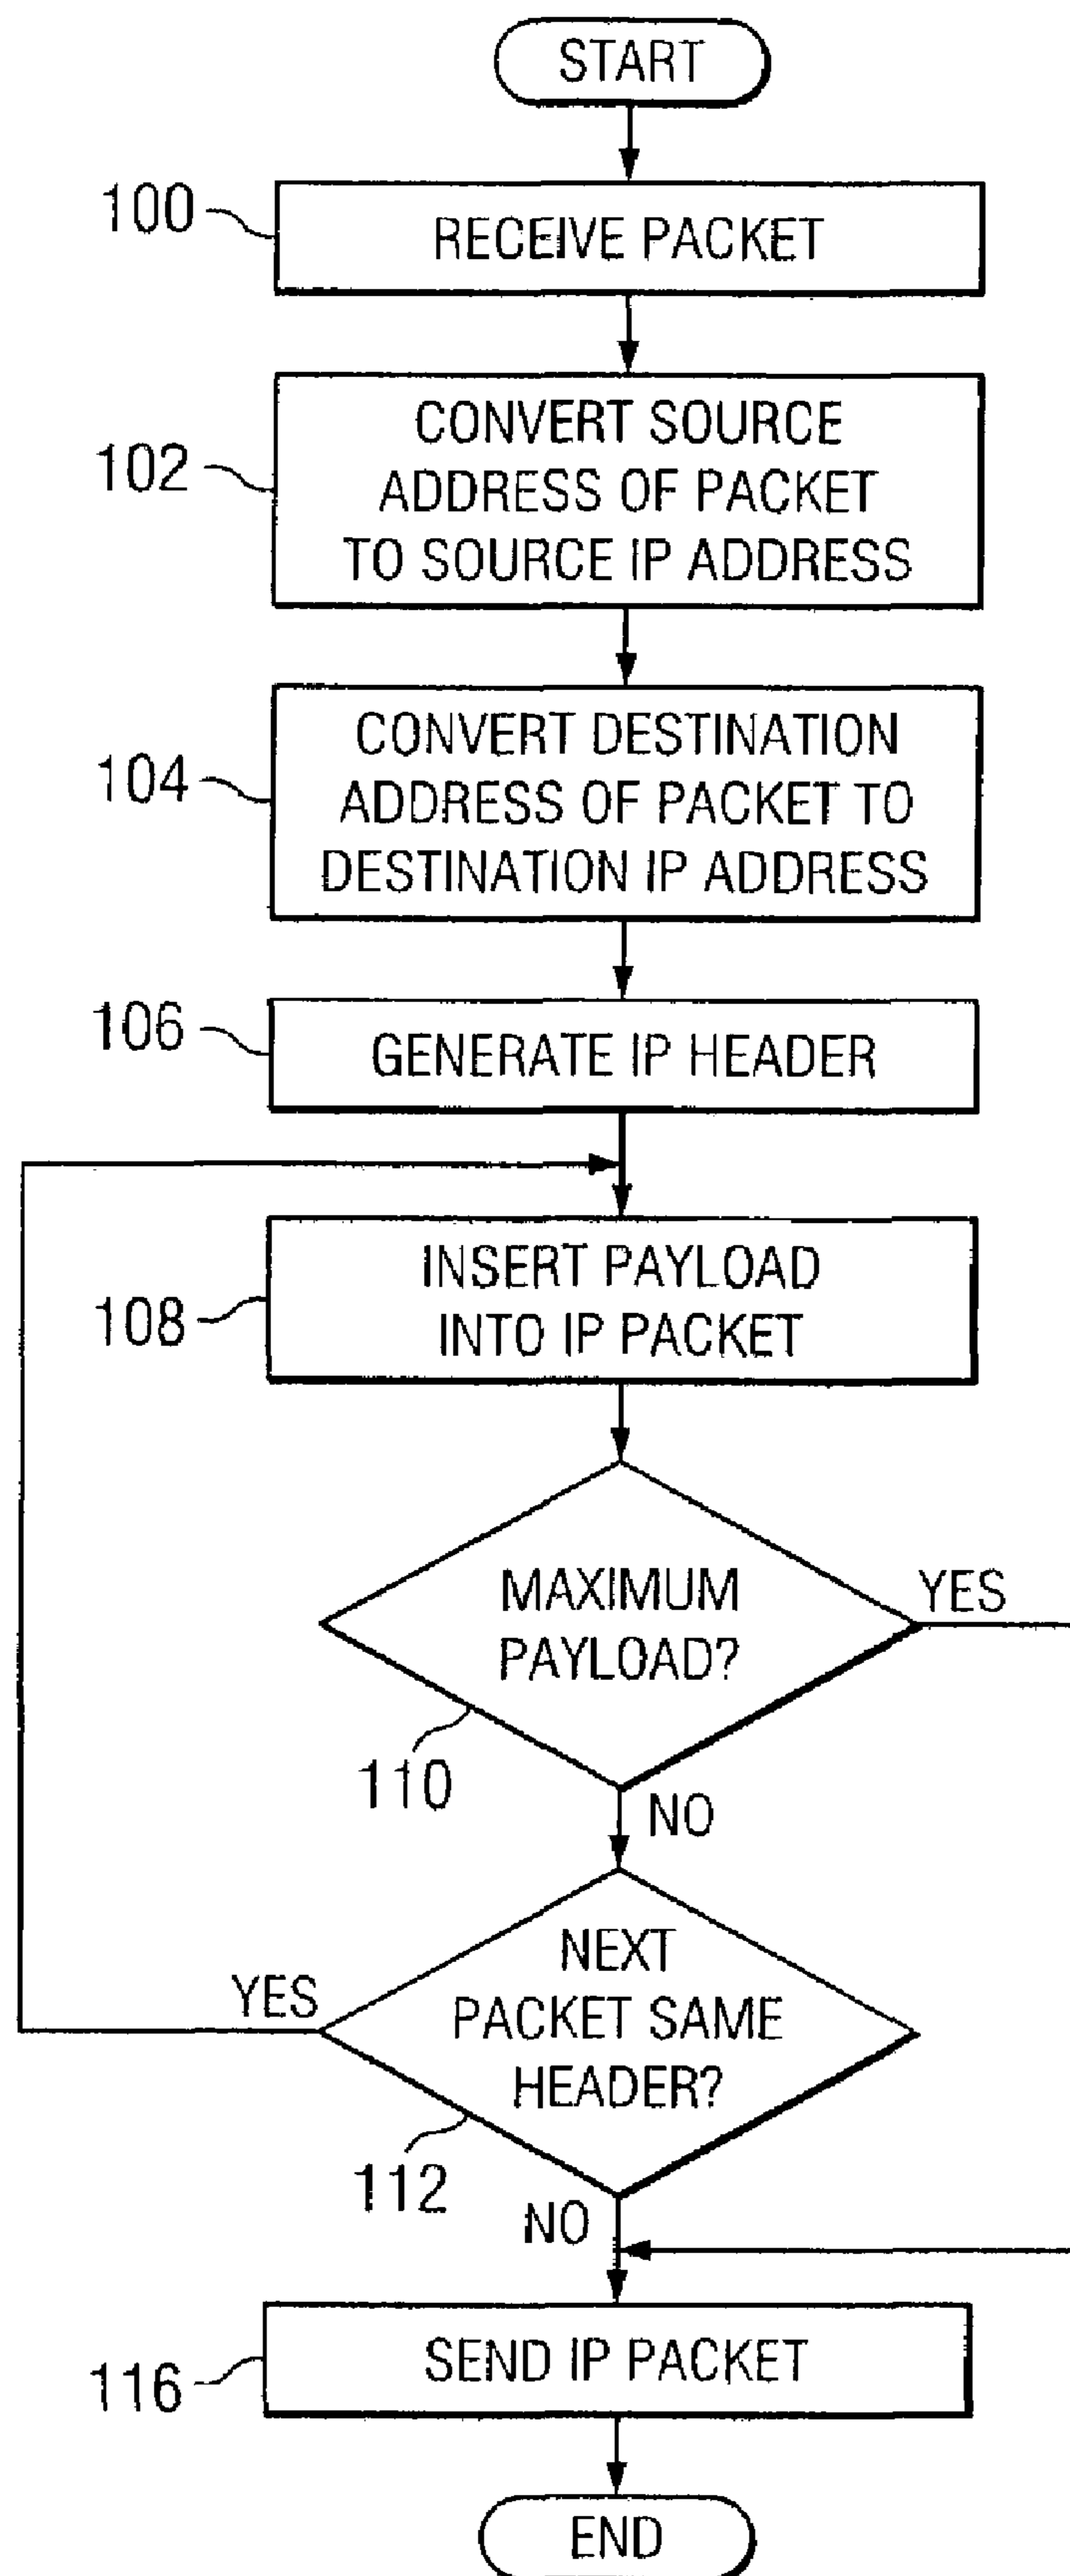 START
100
RECEIVE PACKET
102
CONVERT SOURCE
ADDRESS OF PACKET
TO SOURCE IP ADDRESS
104
CONVERT DESTINATION
ADDRESS OF PACKET TO
DESTINATION IP ADDRESS
106
GENERATE IP HEADER
108
INSERT PAYLOAD
INTO IP PACKET
MAXIMUM
PAYLOAD?
YES
110
NO
NEXT
PACKET SAME
HEADER?
YES
112
NO
116
SEND IP PACKET
END